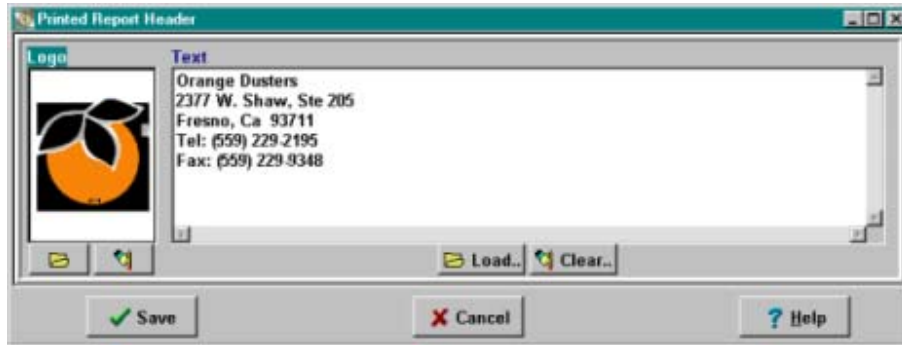 Printed Report Header
Logo
Text
Orange Dusters
2377 W. Shaw, Ste 205
Fresno, Ca 93711
Tel: (559) 229-2195
Fax: (559) 229-9348
Load..
Clear..
Save
Cancel
Help